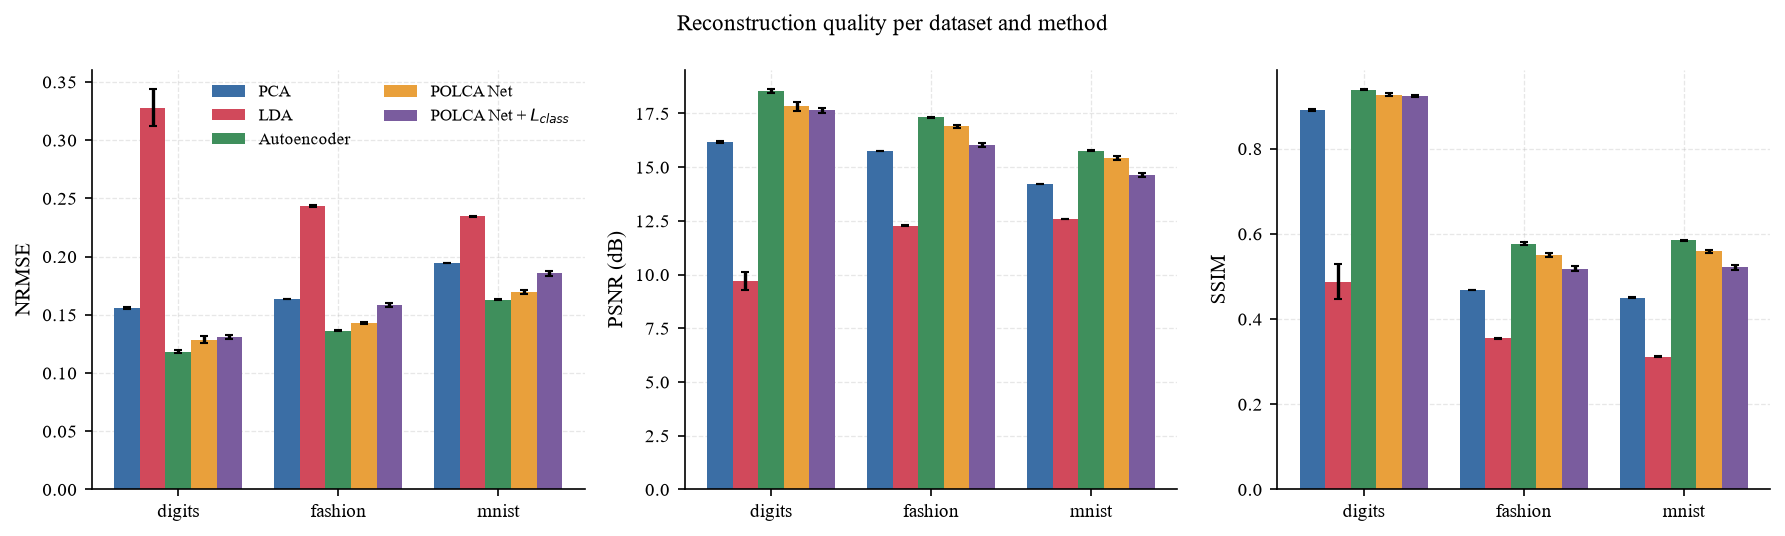 Reconstruction quality per dataset and method
NRMSE
0.35
0.30
0.25
0.20
0.15
0.10
0.05
0.00
PCA
LDA
Autoencoder
POLCA Net
POLCA Net + L_class
digits
fashion
mnist
PSNR (dB)
17.5
15.0
12.5
10.0
7.5
5.0
2.5
0.0
digits
fashion
mnist
SSIM
0.8
0.6
0.4
0.2
0.0
digits
fashion
mnist